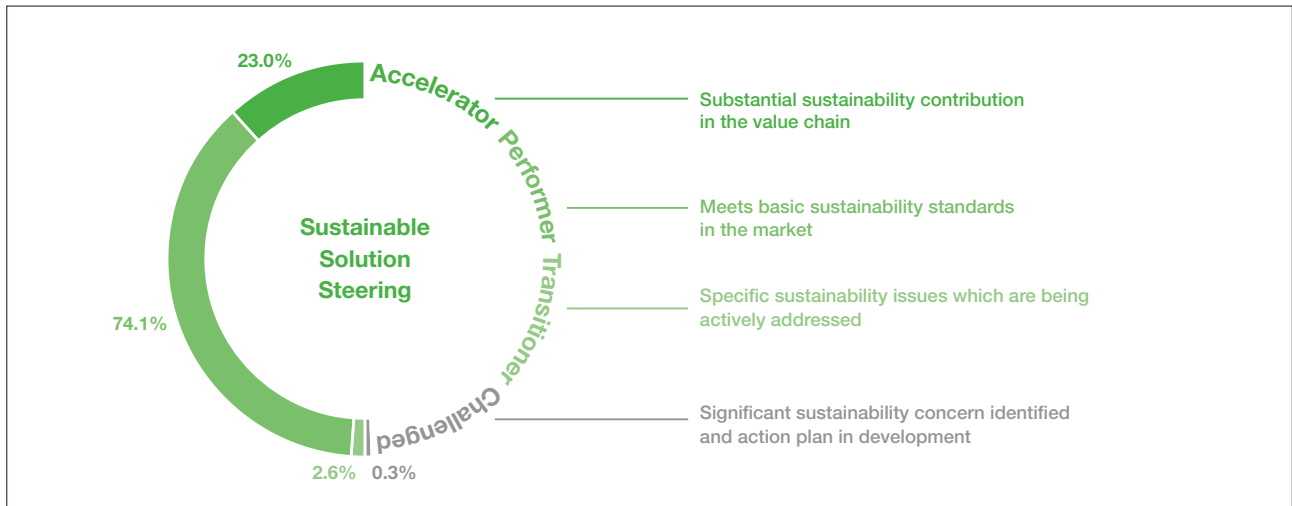 23.0%
Accelerator
Substantial sustainability contribution
in the value chain
Performer
Meets basic sustainability standards
in the market
Sustainable
Solution
Steering
Transitioner
Specific sustainability issues which are being
actively addressed
74.1%
Challenged
Significant sustainability concern identified
and action plan in development
2.6%
0.3%